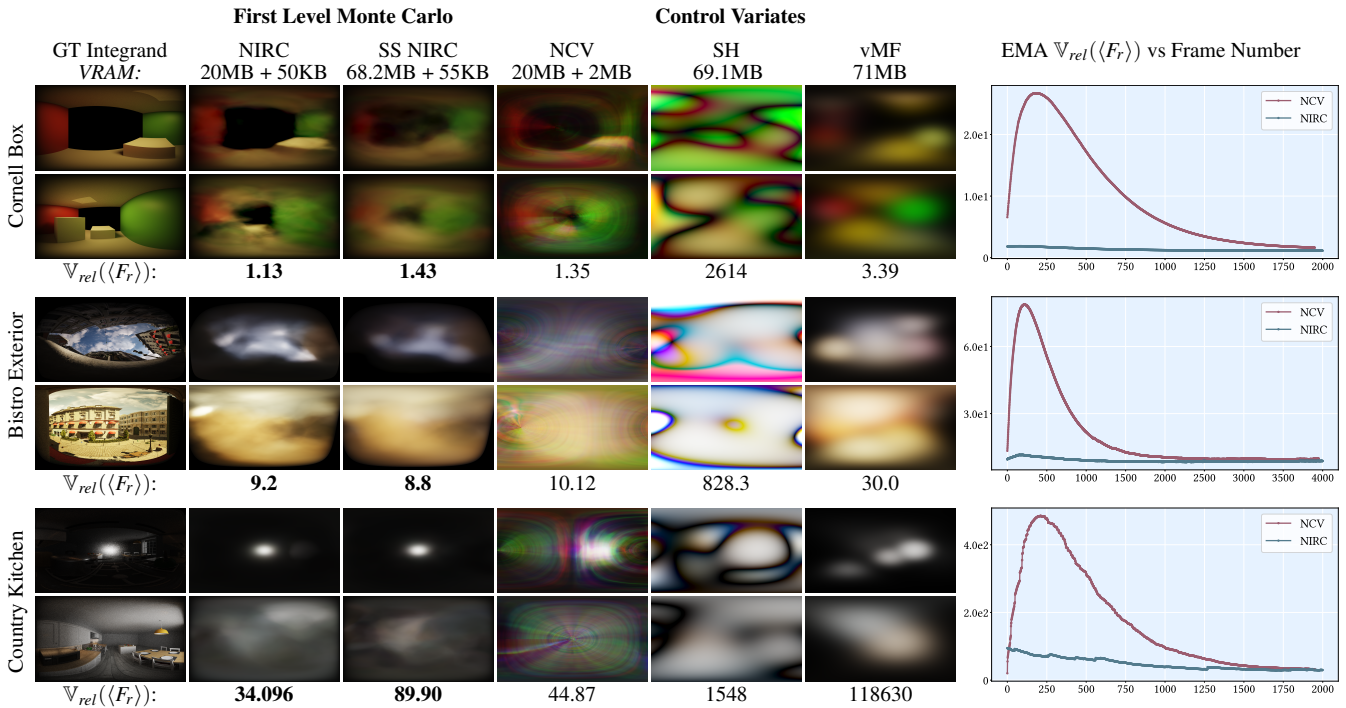 First Level Monte Carlo
Control Variates
GT Integrand NIRC SS NIRC NCV SH vMF EMA 𝕍rel(⟨Fr⟩) vs Frame Number
VRAM: 20MB + 50KB 68.2MB + 55KB 20MB + 2MB 69.1MB 71MB
Cornell Box
𝕍rel(⟨Fr⟩): 1.13 1.43 1.35 2614 3.39
NCV
NIRC
2.0e1
1.0e1
0
0 250 500 750 1000 1250 1500 1750 2000
Bistro Exterior
𝕍rel(⟨Fr⟩): 9.2 8.8 10.12 828.3 30.0
NCV
NIRC
6.0e1
3.0e1
0 500 1000 1500 2000 2500 3000 3500 4000
Country Kitchen
𝕍rel(⟨Fr⟩): 34.096 89.90 44.87 1548 118630
NCV
NIRC
4.0e2
2.0e2
0
0 250 500 750 1000 1250 1500 1750 2000